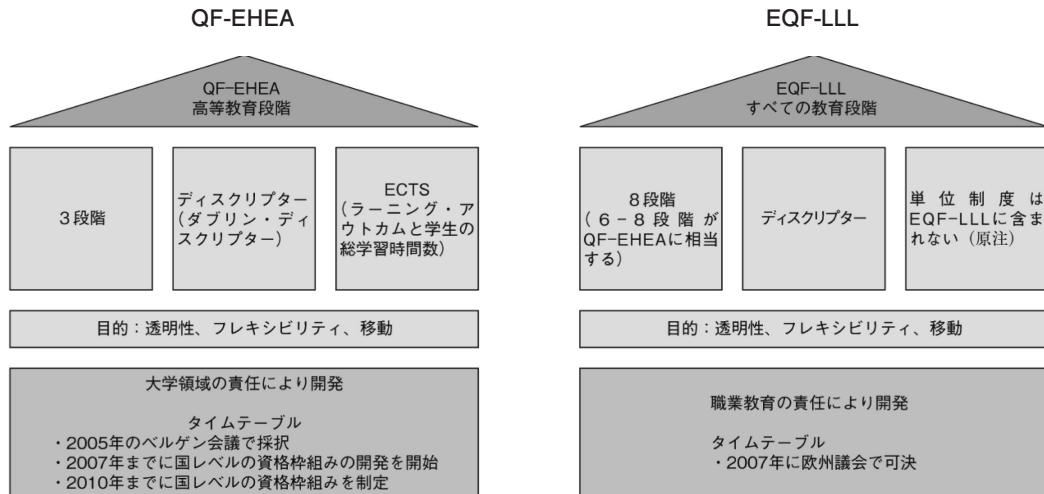 QF-EHEA
QF-EHEA
高等教育段階
3段階
ディスクリプター
(ダブリン・ディ
スクリプター)
ECTS
(ラーニング・ア
ウトカムと学生の
総学習時間数)
目的:透明性、フレキシビリティ、移動
大学領域の責任により開発
タイムテーブル
・2005年のベルゲン会議で採択
・2007年までに国レベルの資格枠組みの開発を開始
・2010年までに国レベルの資格枠組みを制定
EQF-LLL
EQF-LLL
すべての教育段階
8段階
(6-8段階が
QF-EHEAに相当
する)
ディスクリプター
単位制度は
EQF-LLLに含ま
れない(原注)
目的:透明性、フレキシビリティ、移動
職業教育の責任により開発
タイムテーブル
・2007年に欧州議会で可決